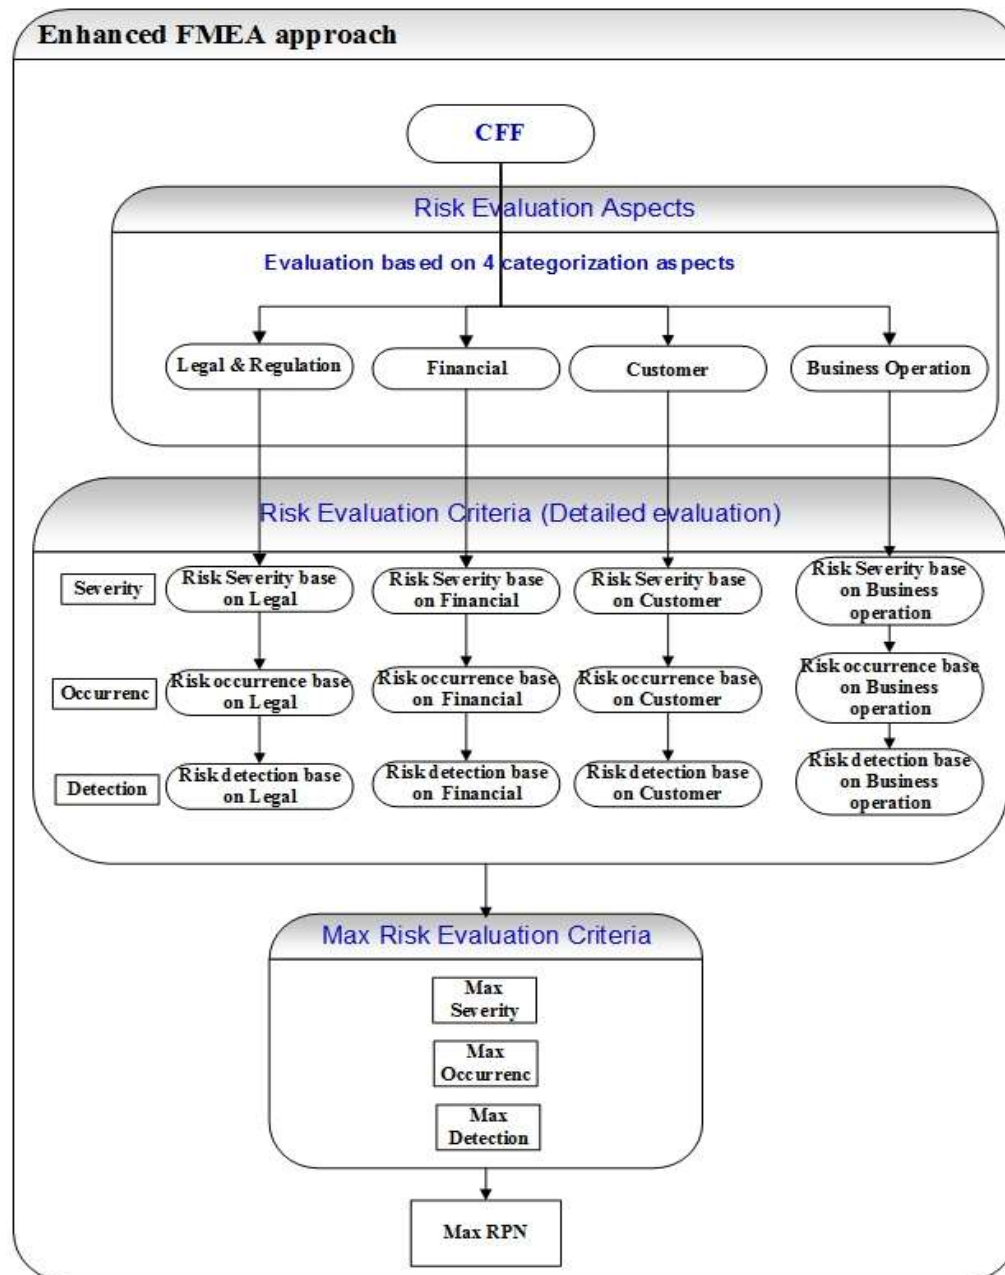 Enhanced FMEA approach
CFF
Risk Evaluation Aspects
Evaluation based on 4 categorization aspects
Legal & Regulation
Financial
Customer
Business Operation
Risk Evaluation Criteria (Detailed evaluation)
Severity
Risk Severity base
on Legal
Risk Severity base
on Financial
Risk Severity base
on Customer
Risk Severity base
on Business
operation
Occurrenc
Risk occurrence base
on Legal
Risk occurrence base
on Financial
Risk occurrence base
on Customer
Risk occurrence base
on Business
operation
Detection
Risk detection base
on Legal
Risk detection base
on Financial
Risk detection base
on Customer
Risk detection base
on Business
operation
Max Risk Evaluation Criteria
Max
Severity
Max
Occurrenc
Max
Detection
Max RPN